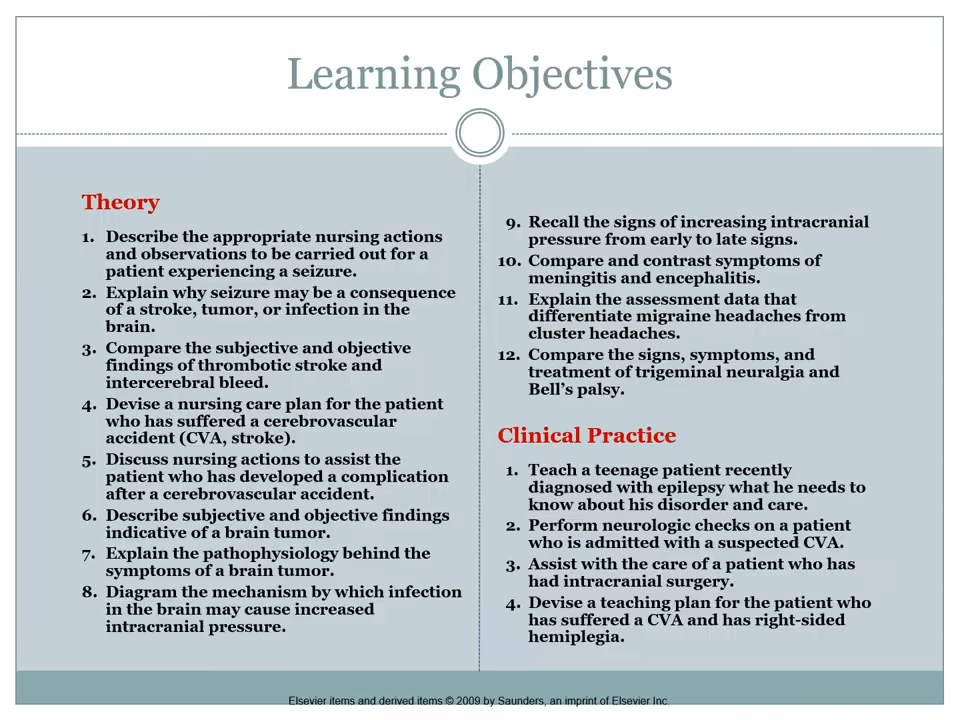 Learning Objectives
Theory
1. Describe the appropriate nursing actions
and observations to be carried out for a
patient experiencing a seizure.
2. Explain why seizure may be a consequence
of a stroke, tumor, or infection in the
brain.
3. Compare the subjective and objective
findings of thrombotic stroke and
intercerebral bleed.
4. Devise a nursing care plan for the patient
who has suffered a cerebrovascular
accident (CVA, stroke).
5. Discuss nursing actions to assist the
patient who has developed a complication
after a cerebrovascular accident.
6. Describe subjective and objective findings
indicative of a brain tumor.
7. Explain the pathophysiology behind the
symptoms of a brain tumor.
8. Diagram the mechanism by which infection
in the brain may cause increased
intracranial pressure.
9. Recall the signs of increasing intracranial
pressure from early to late signs.
10. Compare and contrast symptoms of
meningitis and encephalitis.
11. Explain the assessment data that
differentiate migraine headaches from
cluster headaches.
12. Compare the signs, symptoms, and
treatment of trigeminal neuralgia and
Bell's palsy.
Clinical Practice
1. Teach a teenage patient recently
diagnosed with epilepsy what he needs to
know about his disorder and care.
2. Perform neurologic checks on a patient
who is admitted with a suspected CVA.
3. Assist with the care of a patient who has
had intracranial surgery.
4. Devise a teaching plan for the patient who
has suffered a CVA and has right-sided
hemiplegia.
Elsevier items and derived items © 2009 by Saunders, an imprint of Elsevier Inc.